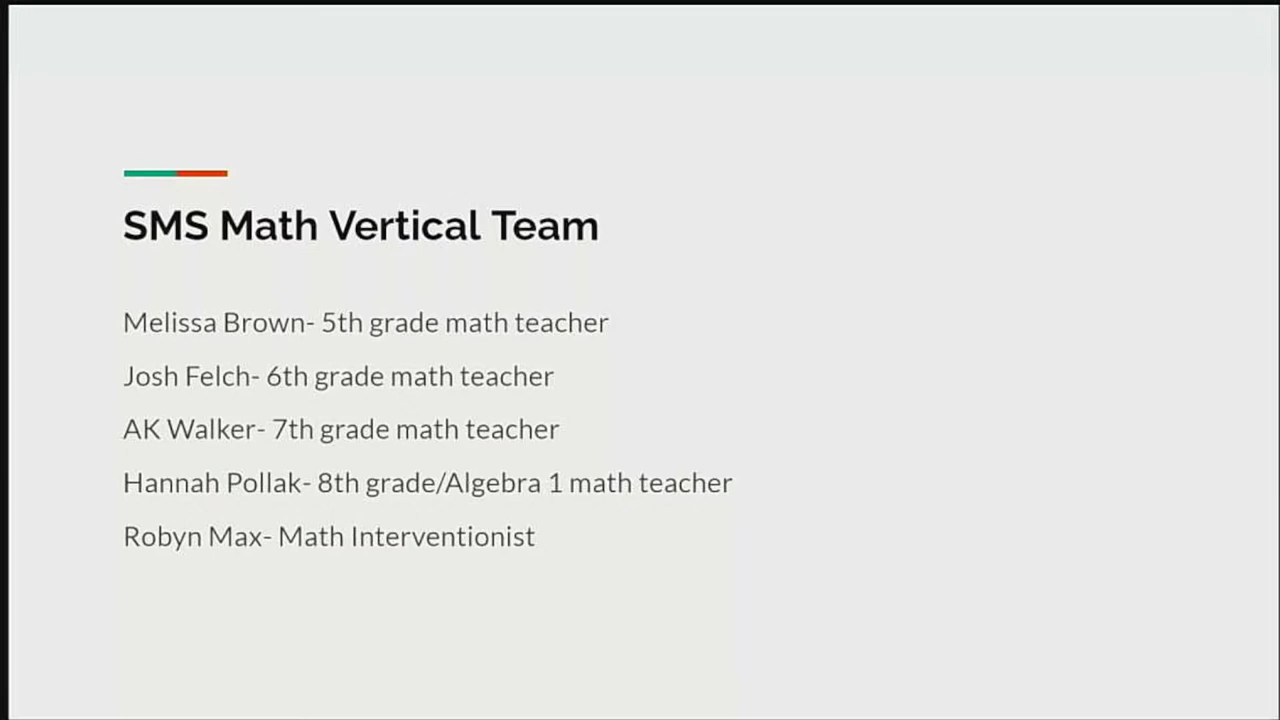 SMS Math Vertical Team
Melissa Brown- 5th grade math teacher
Josh Felch- 6th grade math teacher
AK Walker- 7th grade math teacher
Hannah Pollak- 8th grade/Algebra 1 math teacher
Robyn Max- Math Interventionist